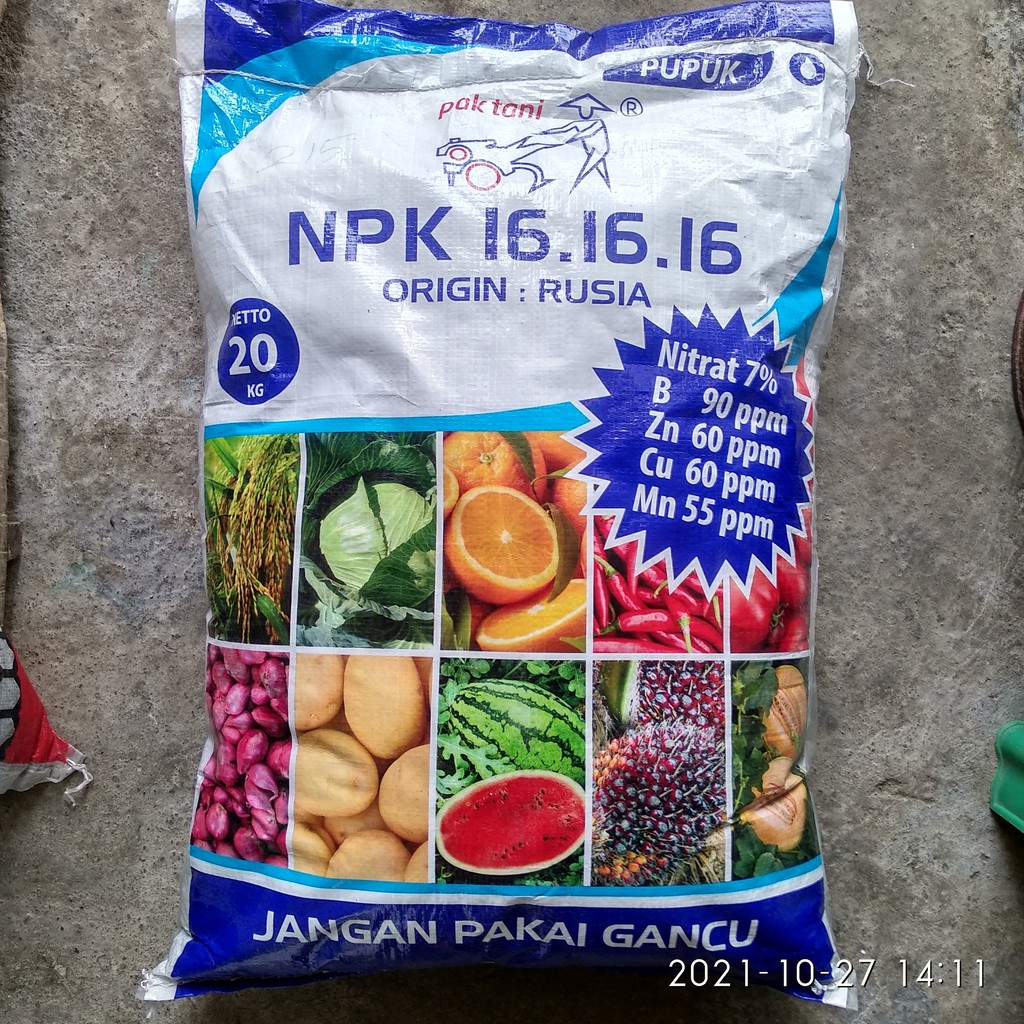 PUPUK
pak tani ®
NPK 16.16.16
ORIGIN : RUSIA
NETTO
20
KG
Nitrat 7%
B 90 ppm
Zn 60 ppm
Cu 60 ppm
Mn 55 ppm
JANGAN PAKAI GANCU
2021-10-27 14:11